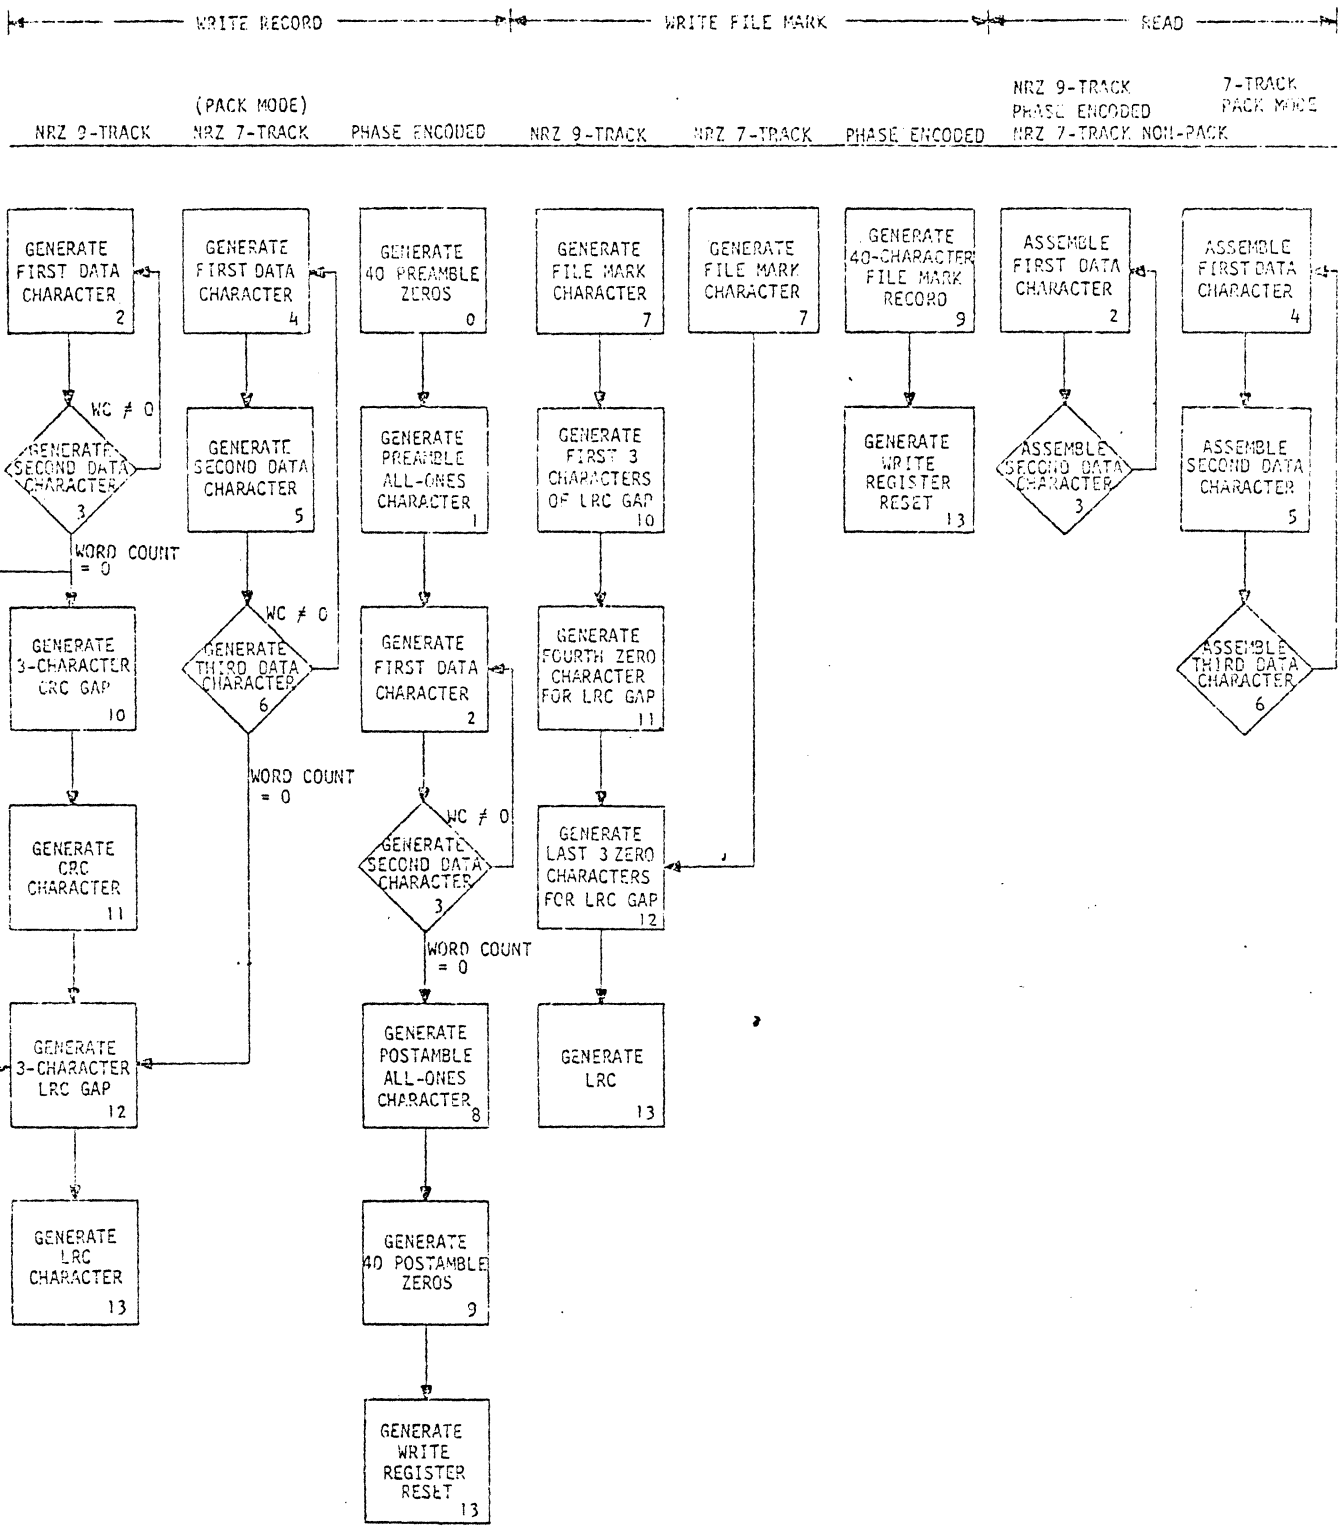 WRITE RECORD
WRITE FILE MARK
READ
NRZ 9-TRACK
(PACK MODE)
NRZ 7-TRACK
PHASE ENCODED
NRZ 9-TRACK
NRZ 7-TRACK
PHASE ENCODED
NRZ 9-TRACK
PHASE ENCODED
NRZ 7-TRACK NON-PACK
7-TRACK
PACK MODE
GENERATE
FIRST DATA
CHARACTER
2
WC ≠ 0
GENERATE
SECOND DATA
CHARACTER
3
WORD COUNT
= 0
GENERATE
3-CHARACTER
CRC GAP
10
GENERATE
CRC
CHARACTER
11
GENERATE
3-CHARACTER
LRC GAP
12
GENERATE
LRC
CHARACTER
13
GENERATE
FIRST DATA
CHARACTER
4
GENERATE
SECOND DATA
CHARACTER
5
WC ≠ 0
GENERATE
THIRD DATA
CHARACTER
6
WORD COUNT
= 0
GENERATE
40 PREAMBLE
ZEROS
0
GENERATE
PREAMBLE
ALL-ONES
CHARACTER
1
GENERATE
FIRST DATA
CHARACTER
2
WC ≠ 0
GENERATE
SECOND DATA
CHARACTER
3
WORD COUNT
= 0
GENERATE
POSTAMBLE
ALL-ONES
CHARACTER
8
GENERATE
40 POSTAMBLE
ZEROS
9
GENERATE
WRITE
REGISTER
RESET
13
GENERATE
FILE MARK
CHARACTER
7
GENERATE
FIRST 3
CHARACTERS
OF LRC GAP
10
GENERATE
FOURTH ZERO
CHARACTER
FOR LRC GAP
11
GENERATE
LAST 3 ZERO
CHARACTERS
FOR LRC GAP
12
GENERATE
LRC
13
GENERATE
FILE MARK
CHARACTER
7
GENERATE
40-CHARACTER
FILE MARK
RECORD
9
GENERATE
WRITE
REGISTER
RESET
13
ASSEMBLE
FIRST DATA
CHARACTER
2
ASSEMBLE
SECOND DATA
CHARACTER
3
ASSEMBLE
FIRST DATA
CHARACTER
4
ASSEMBLE
SECOND DATA
CHARACTER
5
ASSEMBLE
THIRD DATA
CHARACTER
6